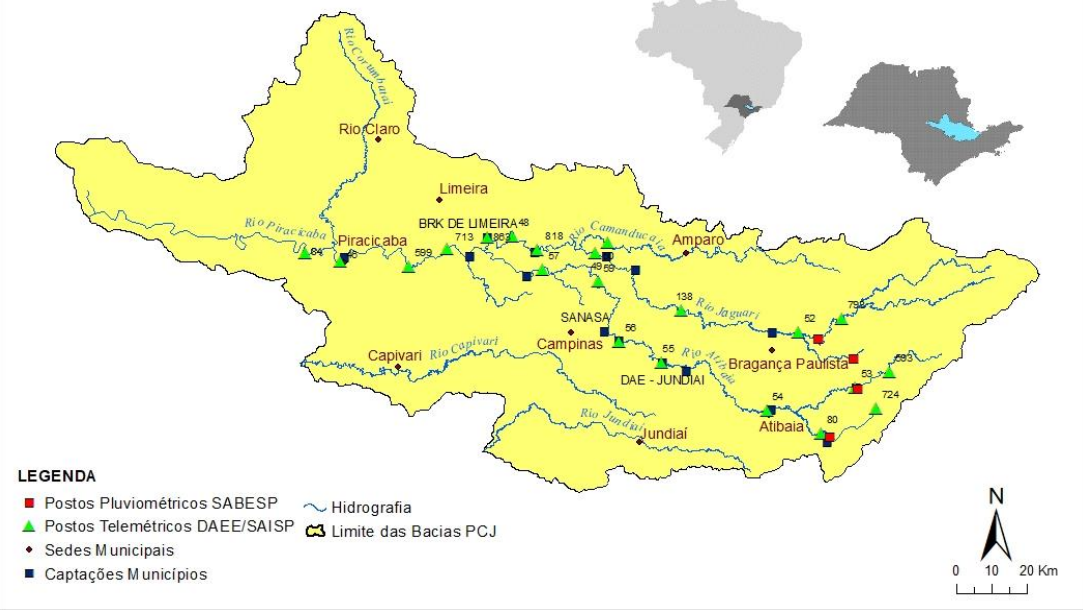 Rio Corumbataí
Rio Claro
Limeira
BRK DE LIMEIRA
48
Rio Piracicaba
Piracicaba
84
599
713
818
57
Rio Camanducaia
Amparo
49
59
138
Rio Jaguari
52
SANASA
56
Campinas
Capivari
Rio Capivari
55
Rio Atibaia
DAE - JUNDIAI
Bragança Paulista
593
53
54
724
Atibaia
80
Rio Jundiaí
Jundiaí
LEGENDA
Postos Pluviométricos SABESP
Postos Telemétricos DAEE/SAISP
Sedes Municipais
Captações Municípios
Hidrografia
Limite das Bacias PCJ
N
0 10 20 Km